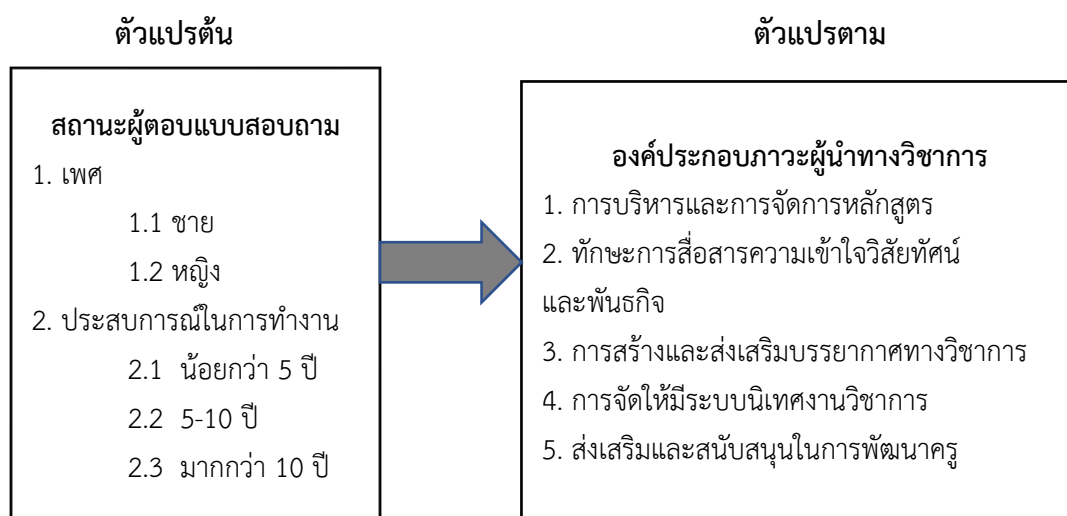 ตัวแปรต้น
สถานะผู้ตอบแบบสอบถาม
1. เพศ
1.1 ชาย
1.2 หญิง
2. ประสบการณ์ในการทำงาน
2.1 น้อยกว่า 5 ปี
2.2 5-10 ปี
2.3 มากกว่า 10 ปี
ตัวแปรตาม
องค์ประกอบภาวะผู้นำทางวิชาการ
1. การบริหารและการจัดการหลักสูตร
2. ทักษะการสื่อสารความเข้าใจวิสัยทัศน์
และพันธกิจ
3. การสร้างและส่งเสริมบรรยากาศทางวิชาการ
4. การจัดให้มีระบบนิเทศงานวิชาการ
5. ส่งเสริมและสนับสนุนในการพัฒนาครู